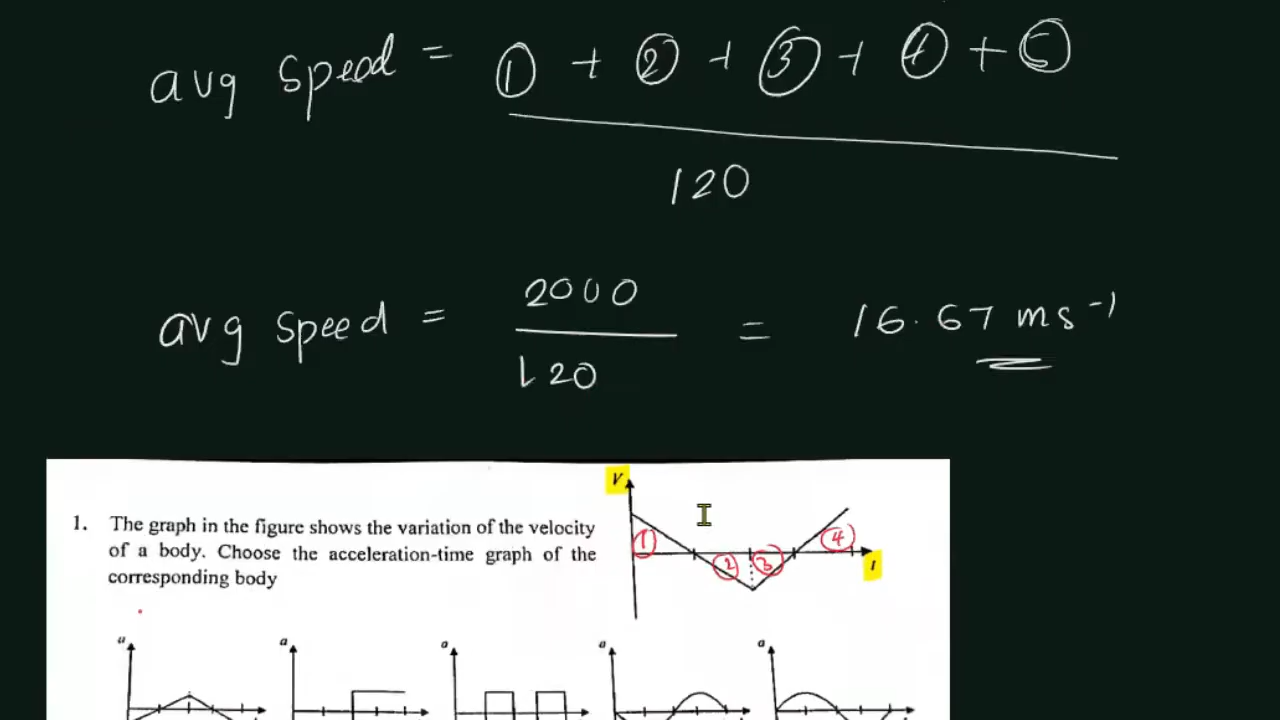 avg speed = ① + ② + ③ + ④ + ⑤
120
avg speed = 2000 = 16.67 ms⁻¹
120
V
1. The graph in the figure shows the variation of the velocity
of a body. Choose the acceleration-time graph of the
corresponding body
① ② ③ ④
t
a a a a a